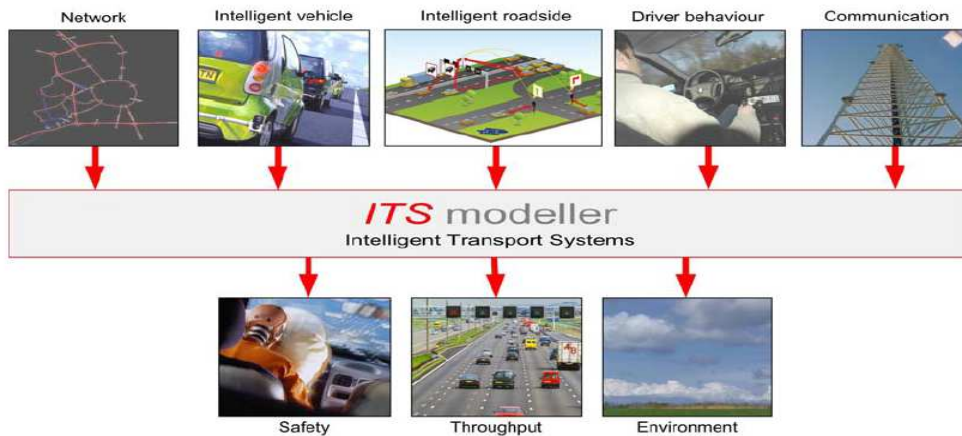 Network
Intelligent vehicle
Intelligent roadside
Driver behaviour
Communication
ITS modeller
Intelligent Transport Systems
Safety
Throughput
Environment